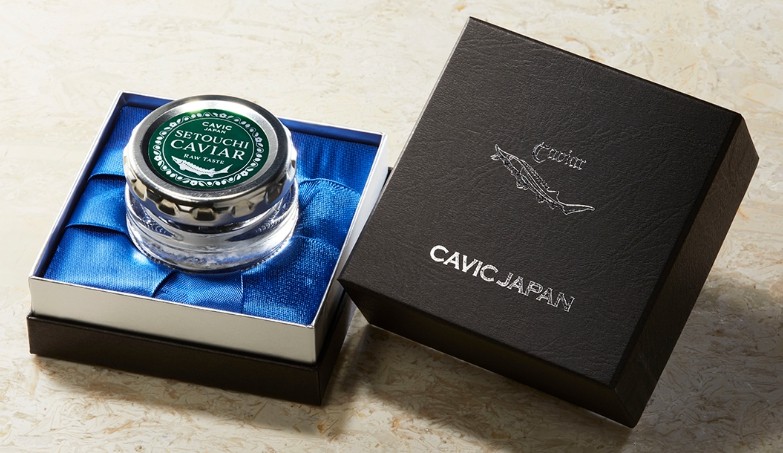 CAVIC
JAPAN
SETOUCHI
CAVIAR
RAW TASTE
Caviar
CAVIC JAPAN